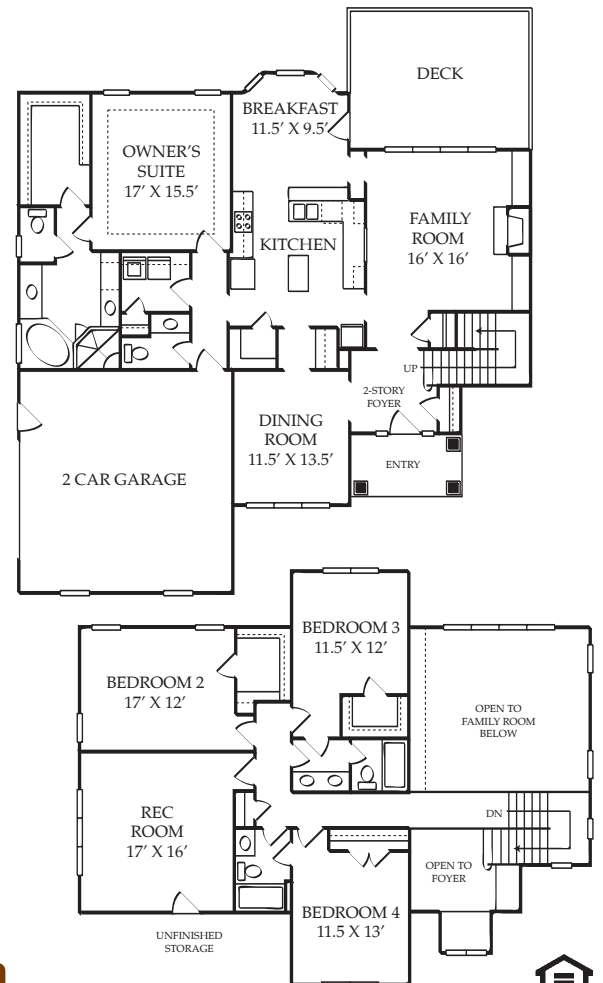 DECK
BREAKFAST
11.5’ X 9.5’
OWNER’S
SUITE
17’ X 15.5’
FAMILY
ROOM
16’ X 16’
KITCHEN
UP
2-STORY
FOYER
DINING
ROOM
11.5’ X 13.5’
ENTRY
2 CAR GARAGE
BEDROOM 3
11.5’ X 12’
BEDROOM 2
17’ X 12’
OPEN TO
FAMILY ROOM
BELOW
REC
ROOM
17’ X 16’
DN
OPEN TO
FOYER
BEDROOM 4
11.5 X 13’
UNFINISHED
STORAGE